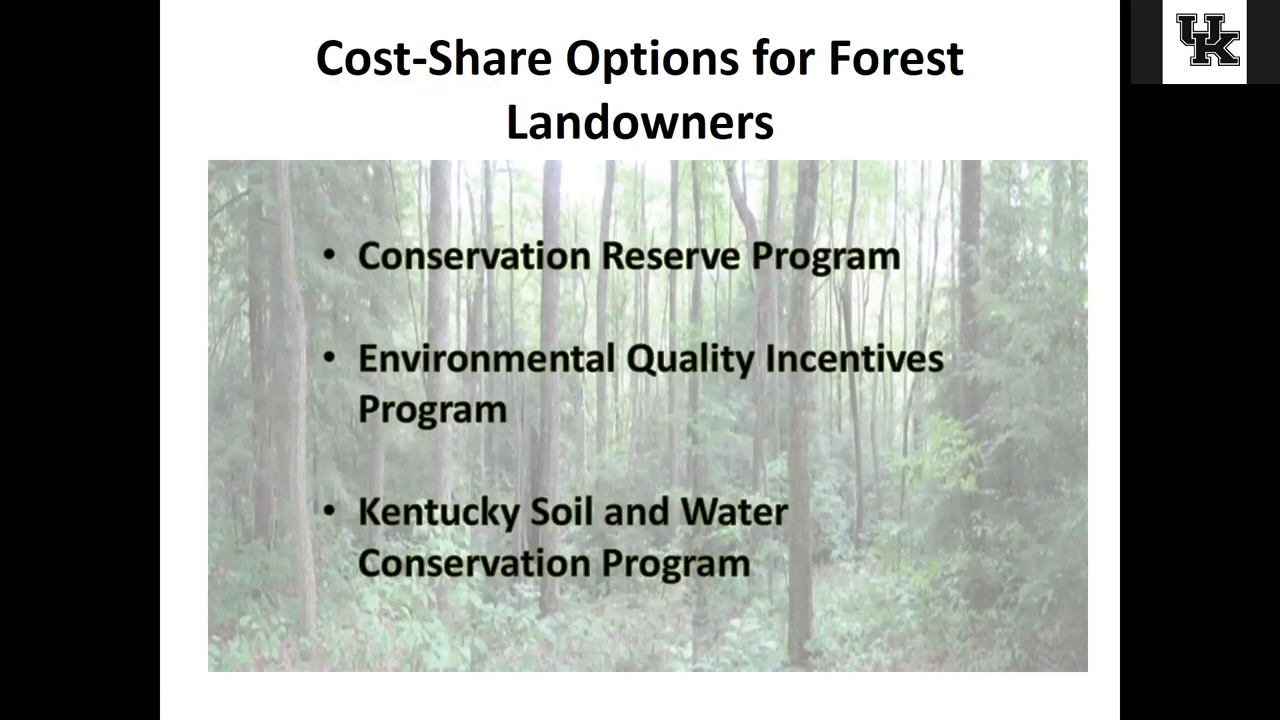 Cost-Share Options for Forest
Landowners
UK
• Conservation Reserve Program
• Environmental Quality Incentives
Program
• Kentucky Soil and Water
Conservation Program